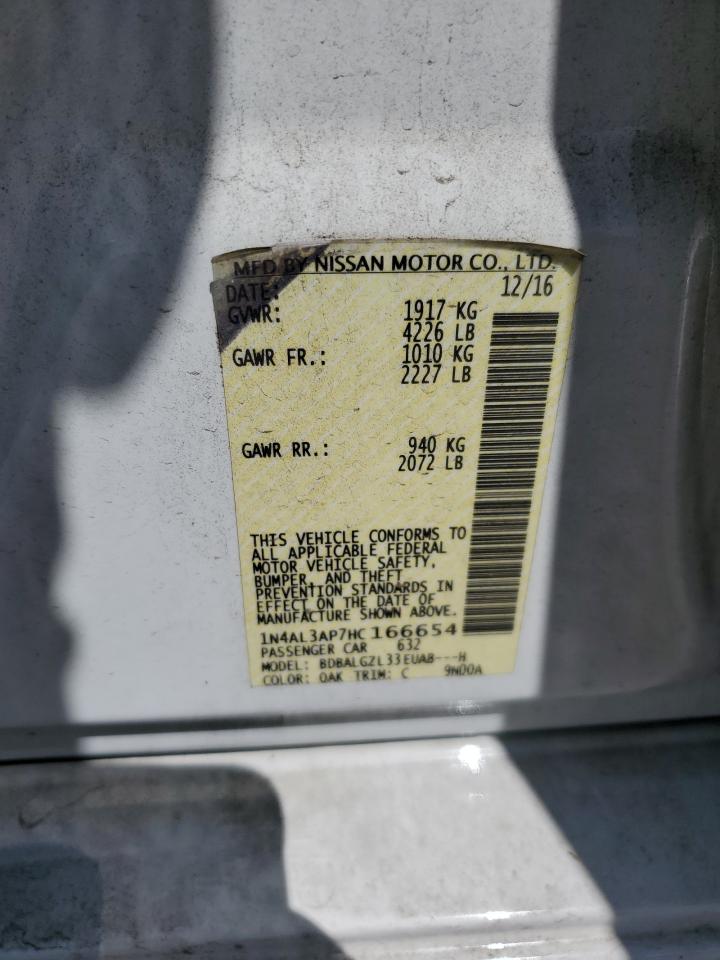 MFD BY NISSAN MOTOR CO., LTD.
DATE: 12/16
GVWR: 1917 KG
4226 LB
GAWR FR.: 1010 KG
2227 LB
GAWR RR.: 940 KG
2072 LB
THIS VEHICLE CONFORMS TO
ALL APPLICABLE FEDERAL
MOTOR VEHICLE SAFETY,
BUMPER, AND THEFT
PREVENTION STANDARDS IN
EFFECT ON THE DATE OF
MANUFACTURE SHOWN ABOVE.
1N4AL3AP7HC166654
PASSENGER CAR 632
MODEL: BDBALGZL33EUAB---H
COLOR: QAK TRIM: C 9N00A